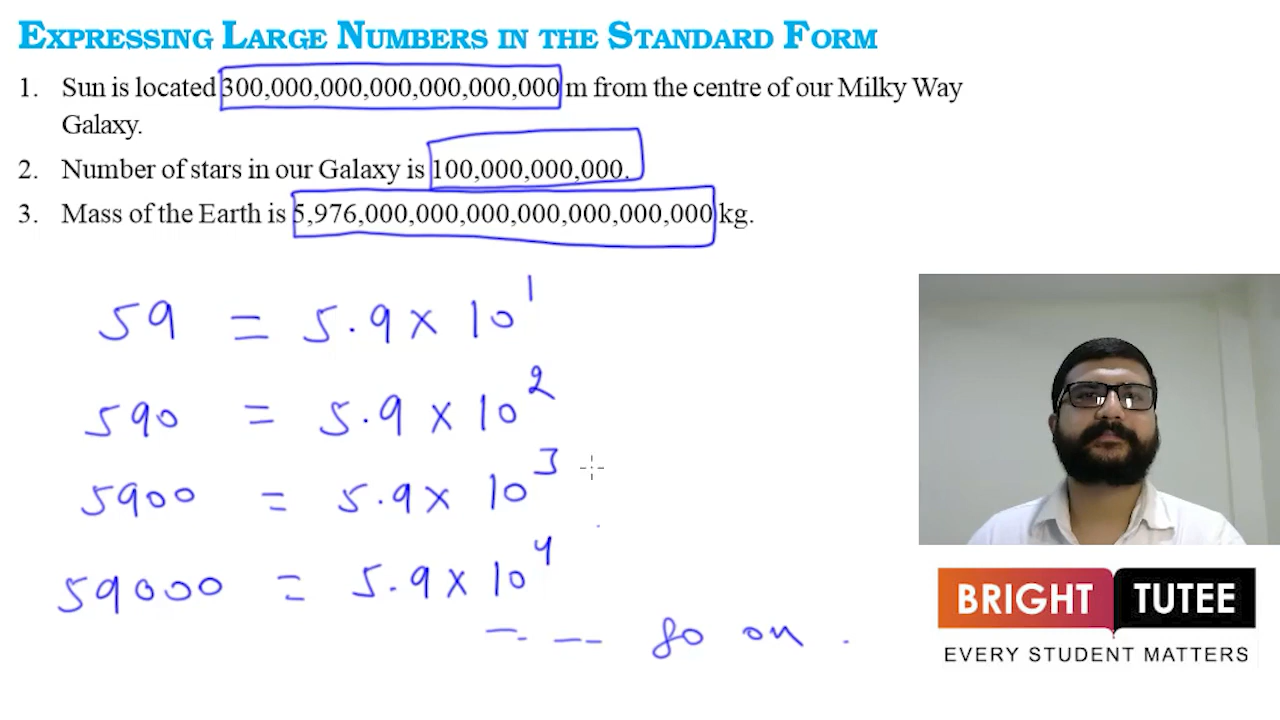 EXPRESSING LARGE NUMBERS IN THE STANDARD FORM
1. Sun is located 300,000,000,000,000,000,000 m from the centre of our Milky Way
Galaxy.
2. Number of stars in our Galaxy is 100,000,000,000.
3. Mass of the Earth is 5,976,000,000,000,000,000,000,000 kg.
59 = 5.9 × 10¹
590 = 5.9 × 10²
5900 = 5.9 × 10³
59000 = 5.9 × 10⁴
-- -- so on .
BRIGHT TUTEE
EVERY STUDENT MATTERS